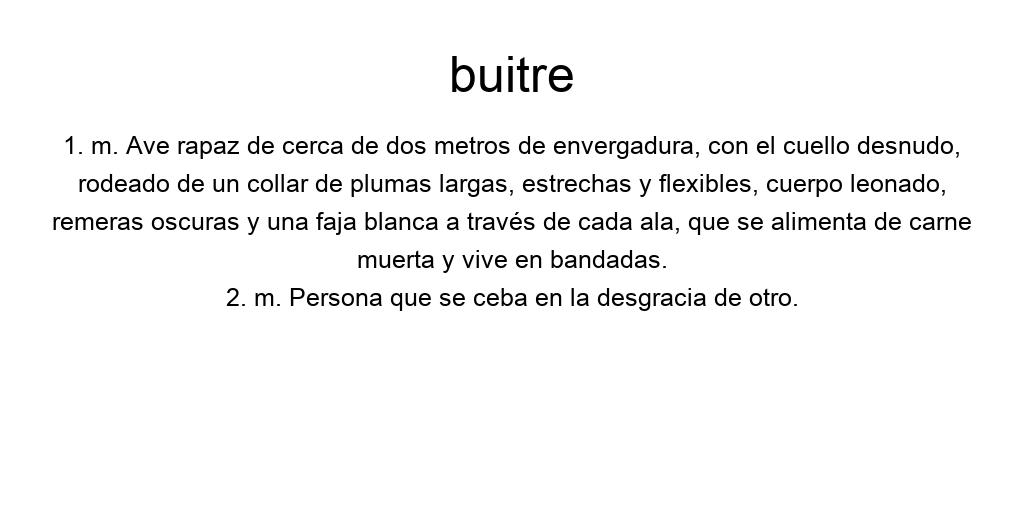 buitre
1. m. Ave rapaz de cerca de dos metros de envergadura, con el cuello desnudo,
rodeado de un collar de plumas largas, estrechas y flexibles, cuerpo leonado,
remeras oscuras y una faja blanca a través de cada ala, que se alimenta de carne
muerta y vive en bandadas.
2. m. Persona que se ceba en la desgracia de otro.